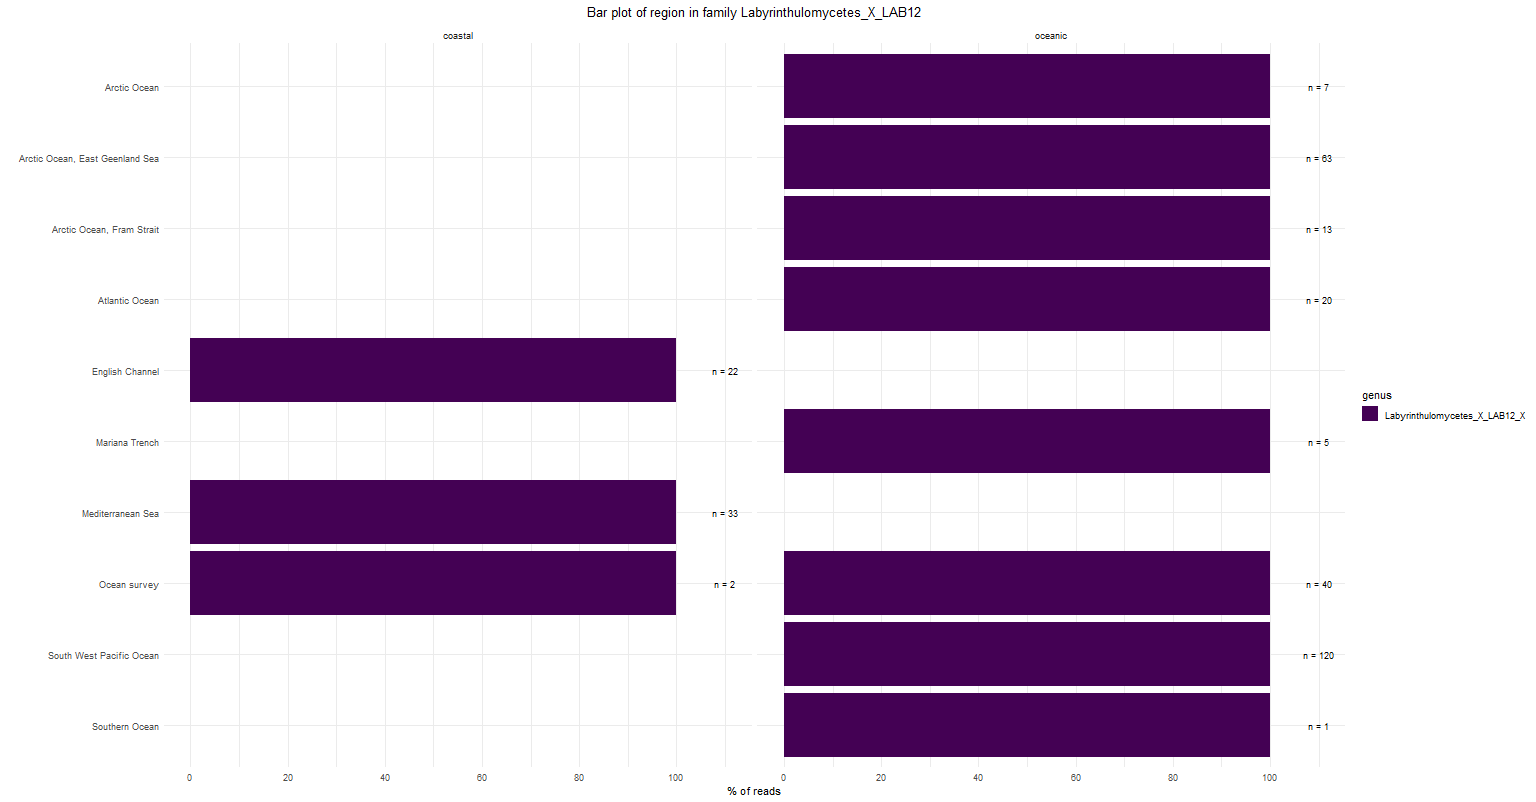 Bar plot of region in family Labyrinthulomycetes_X_LAB12
coastal
oceanic
Arctic Ocean
n = 7
Arctic Ocean, East Geenland Sea
n = 63
Arctic Ocean, Fram Strait
n = 13
Atlantic Ocean
n = 20
English Channel
n = 22
Mariana Trench
n = 5
Mediterranean Sea
n = 33
Ocean survey
n = 2
n = 40
South West Pacific Ocean
n = 120
Southern Ocean
n = 1
0 20 40 60 80 100
0 20 40 60 80 100
% of reads
genus
Labyrinthulomycetes_X_LAB12_X